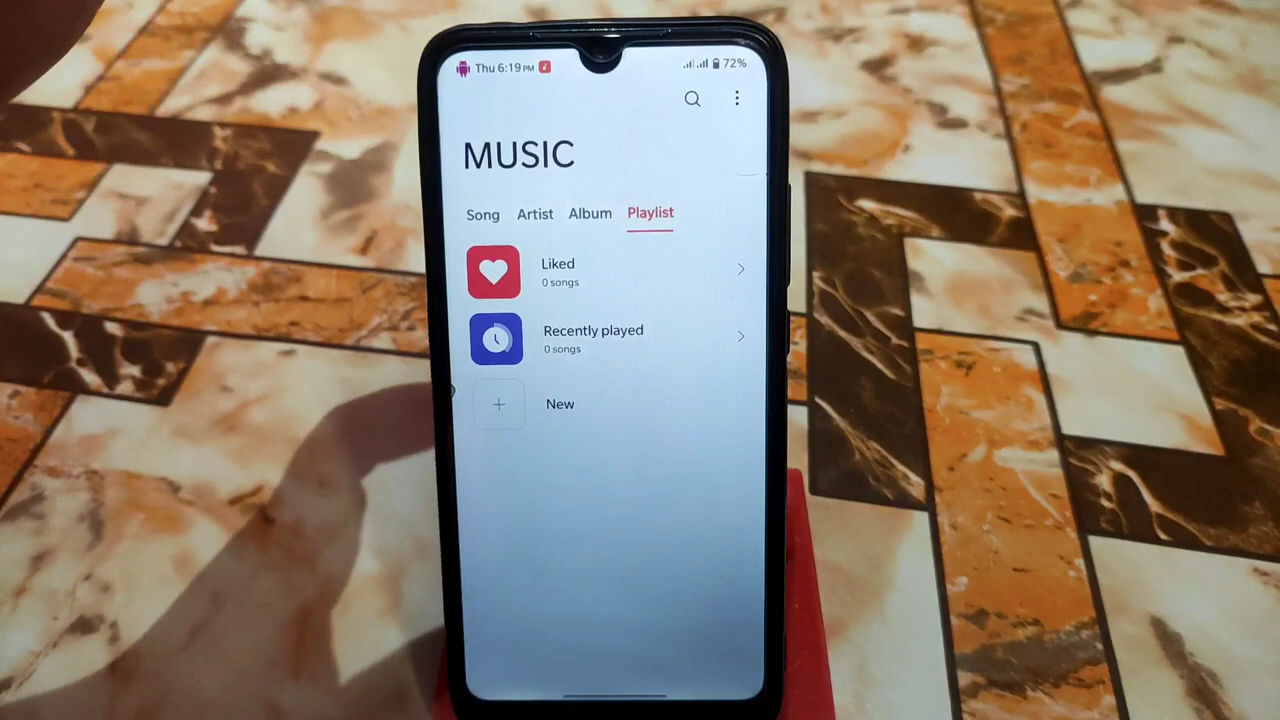 Thu 6:19 PM 72%
MUSIC
Song Artist Album Playlist
Liked
0 songs
Recently played
0 songs
New